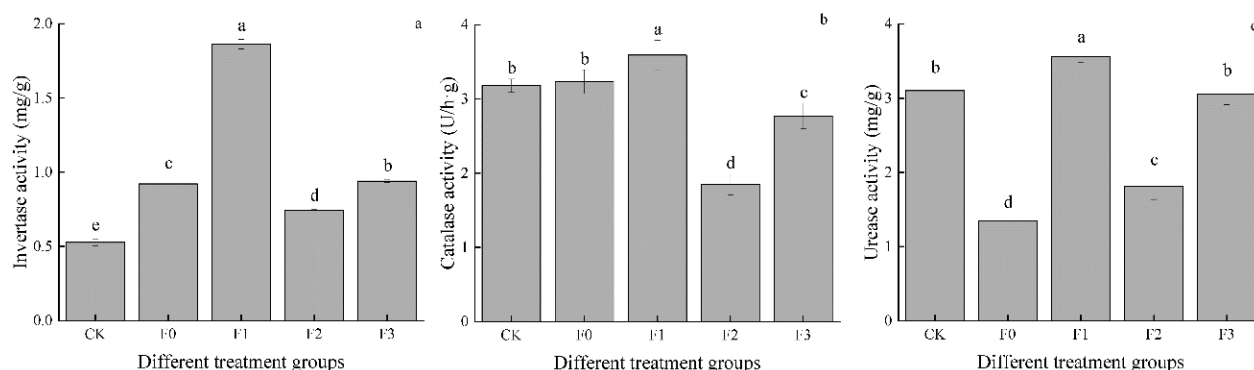 a
Invertase activity (mg/g)
2.0
1.5
1.0
0.5
0.0
e
c
a
d
b
CK
F0
F1
F2
F3
Different treatment groups
b
Catalase activity (U/h·g)
4
3
2
1
0
b
b
a
d
c
CK
F0
F1
F2
F3
Different treatment groups
Urease activity (mg/g)
4
3
2
1
0
b
d
a
c
b
CK
F0
F1
F2
F3
Different treatment groups